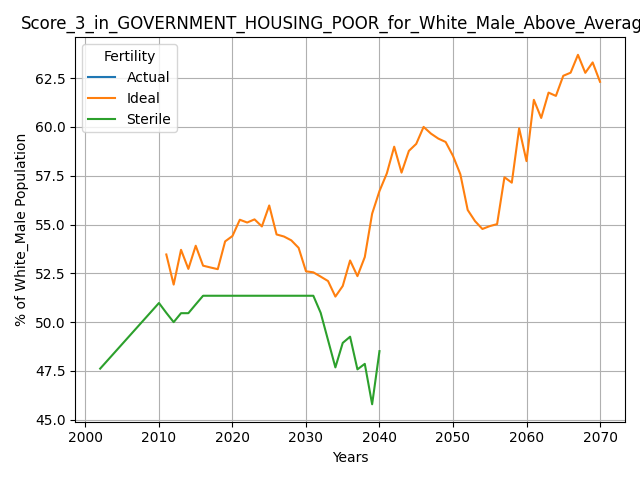 Score_3_in_GOVERNMENT_HOUSING_POOR_for_White_Male_Above_Averag
Fertility
Actual
Ideal
Sterile
% of White_Male Population
62.5
60.0
57.5
55.0
52.5
50.0
47.5
45.0
2000 2010 2020 2030 2040 2050 2060 2070
Years